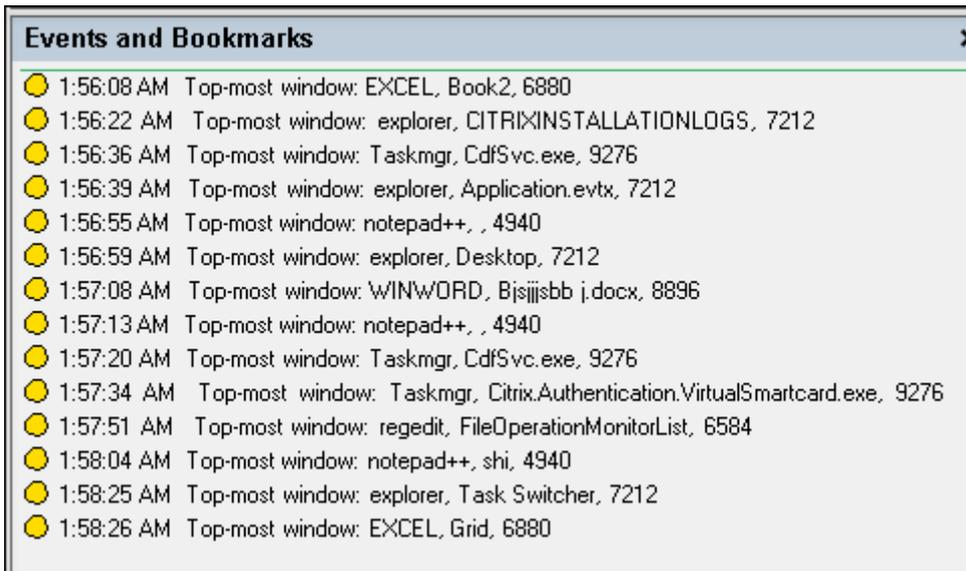 Events and Bookmarks
1:56:08 AM Top-most window: EXCEL, Book2, 6880
1:56:22 AM Top-most window: explorer, CITRIXINSTALLATIONLOGS, 7212
1:56:36 AM Top-most window: Taskmgr, CdfSvc.exe, 9276
1:56:39 AM Top-most window: explorer, Application.evtx, 7212
1:56:55 AM Top-most window: notepad++, , 4940
1:56:59 AM Top-most window: explorer, Desktop, 7212
1:57:08 AM Top-most window: WINWORD, Bjsjjjsbb j.docx, 8896
1:57:13 AM Top-most window: notepad++, , 4940
1:57:20 AM Top-most window: Taskmgr, CdfSvc.exe, 9276
1:57:34 AM Top-most window: Taskmgr, Citrix.Authentication.VirtualSmartcard.exe, 9276
1:57:51 AM Top-most window: regedit, FileOperationMonitorList, 6584
1:58:04 AM Top-most window: notepad++, shi, 4940
1:58:25 AM Top-most window: explorer, Task Switcher, 7212
1:58:26 AM Top-most window: EXCEL, Grid, 6880